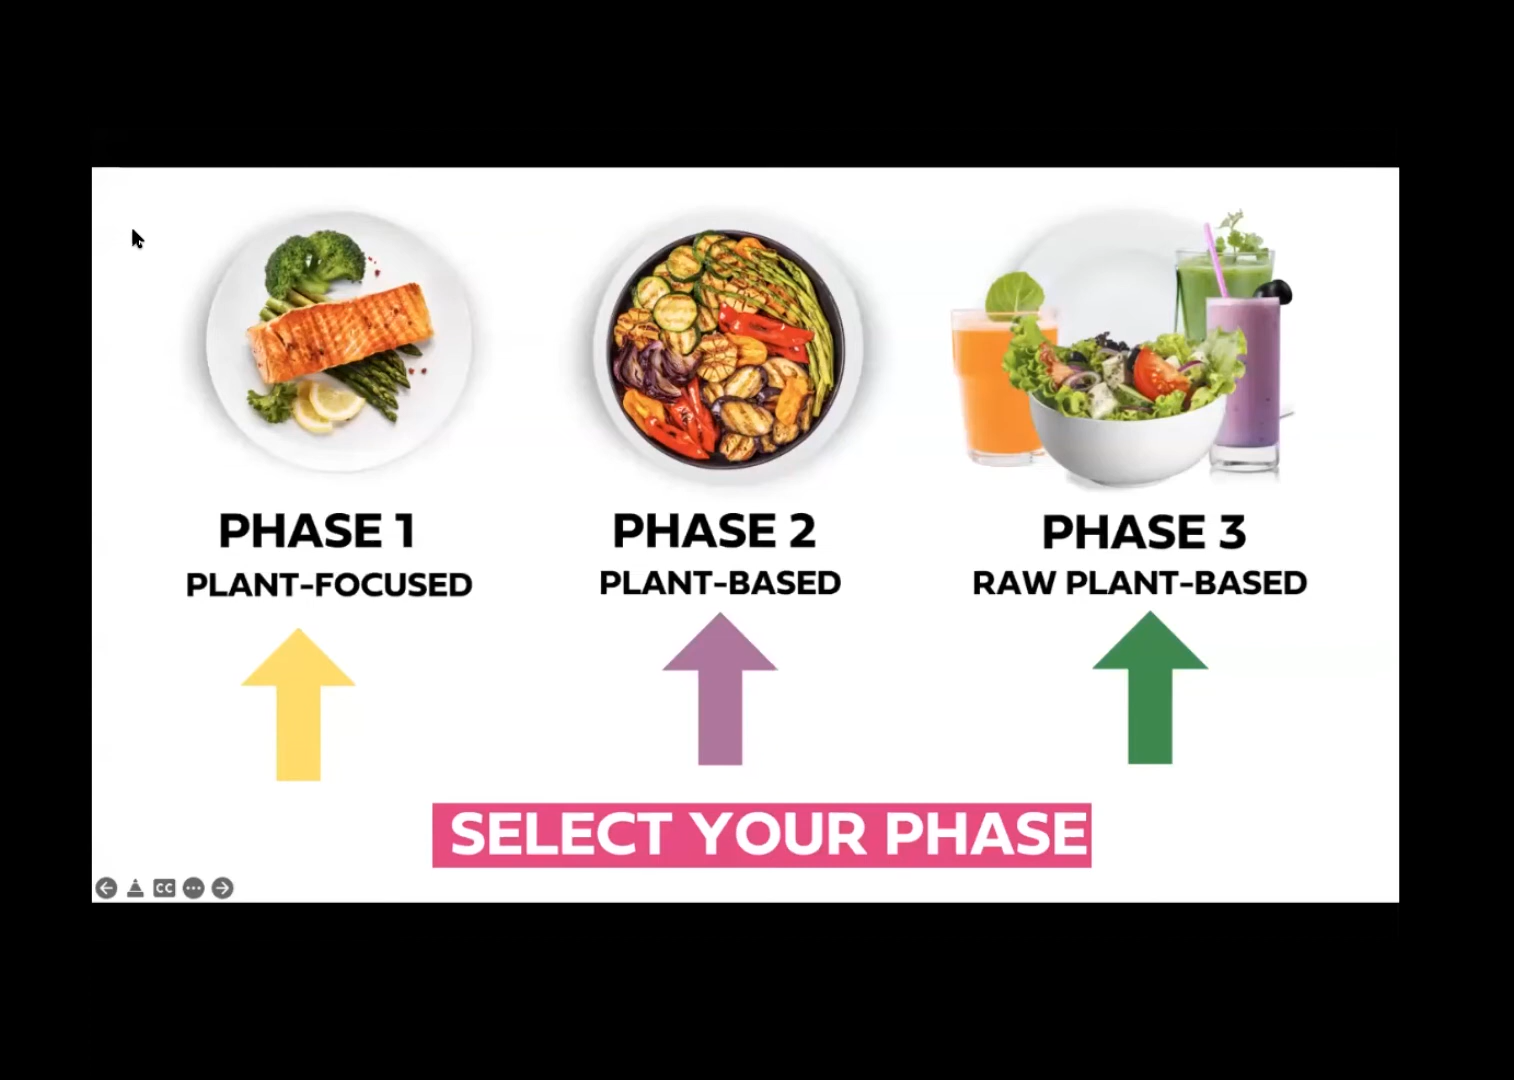 PHASE 1
PLANT-FOCUSED
PHASE 2
PLANT-BASED
PHASE 3
RAW PLANT-BASED
SELECT YOUR PHASE
CC